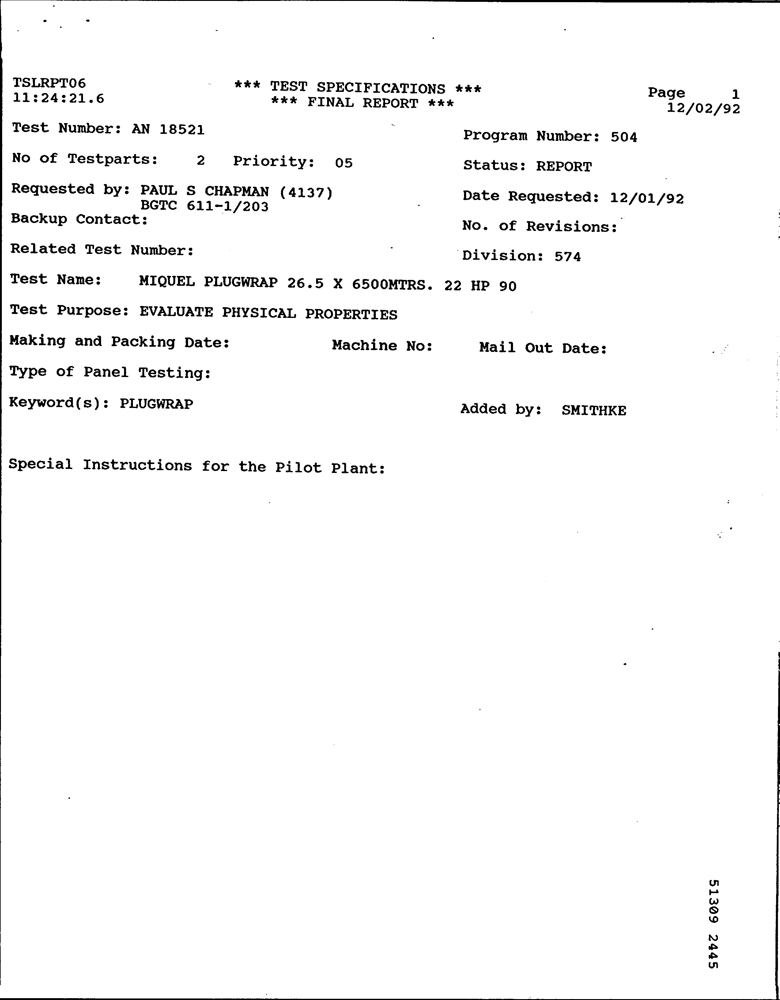 TSLRPT06 *** TEST SPECIFICATIONS *** Page 1
11:24:21.6 *** FINAL REPORT *** 12/02/92
Test Number: AN 18521 Program Number: 504
No of Testparts: 2 Priority: 05 Status: REPORT
Requested by: PAUL S CHAPMAN (4137) Date Requested: 12/01/92
BGTC 611-1/203
Backup Contact: No. of Revisions:
Related Test Number: Division: 574
Test Name: MIQUEL PLUGWRAP 26.5 X 6500MTRS. 22 HP 90
Test Purpose: EVALUATE PHYSICAL PROPERTIES
Making and Packing Date: Machine No: Mail Out Date:
Type of Panel Testing:
Keyword(s): PLUGWRAP Added by: SMITHKE
Special Instructions for the Pilot Plant:
51309 2445